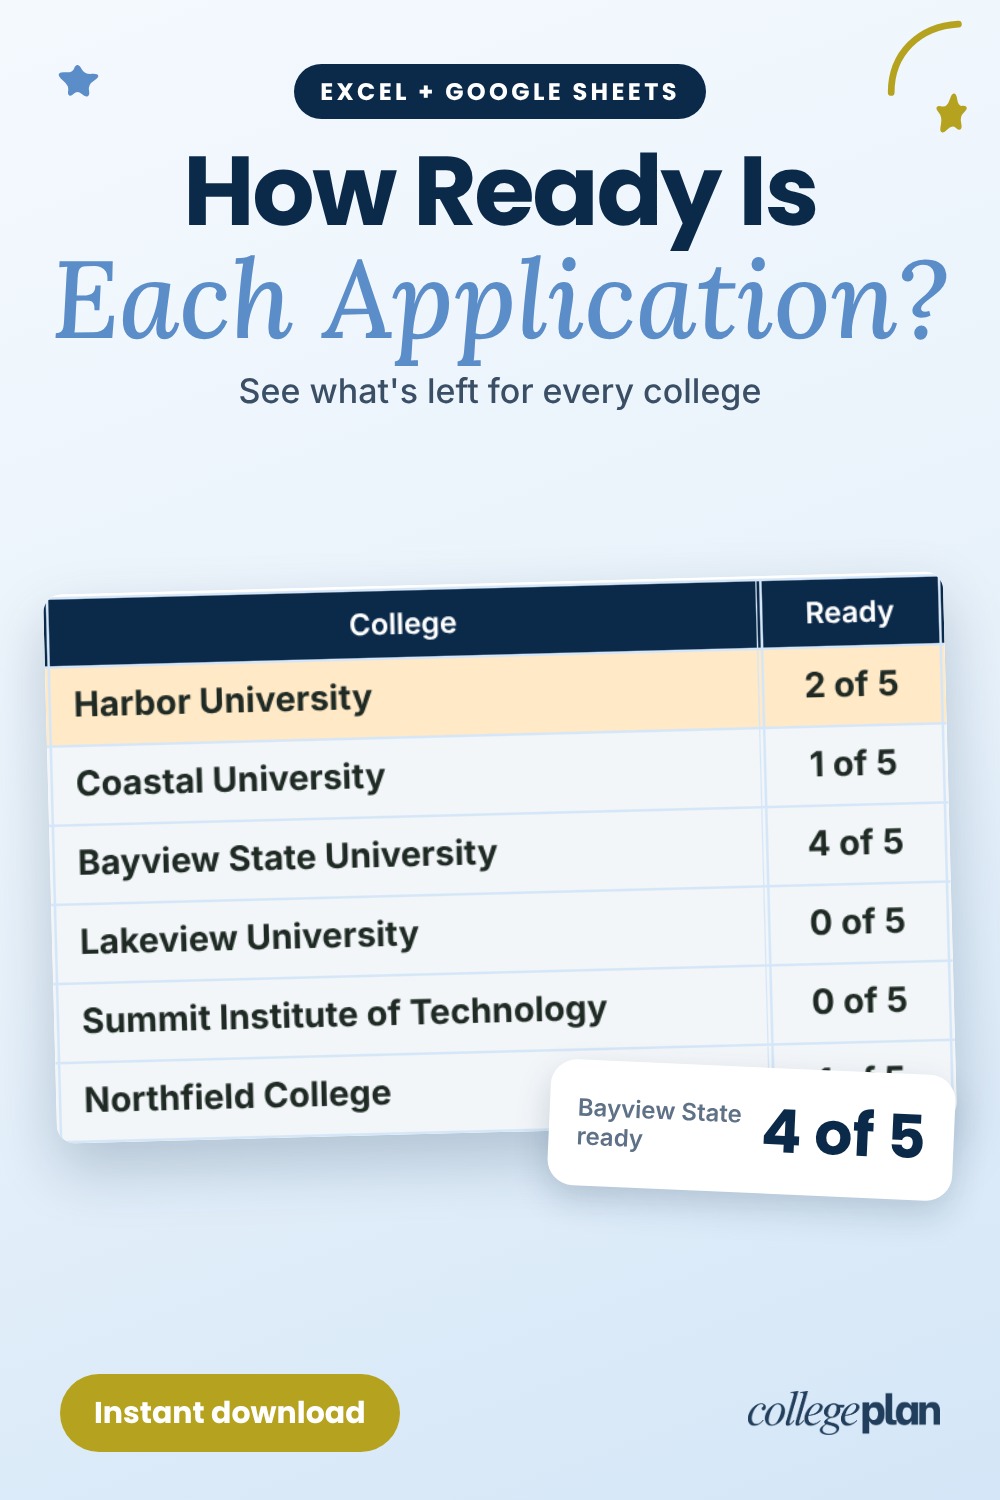 EXCEL + GOOGLE SHEETS
How Ready Is
Each Application?
See what's left for every college
College Ready
Harbor University 2 of 5
Coastal University 1 of 5
Bayview State University 4 of 5
Lakeview University 0 of 5
Summit Institute of Technology 0 of 5
Northfield College
Bayview State
ready
4 of 5
Instant download
collegeplan